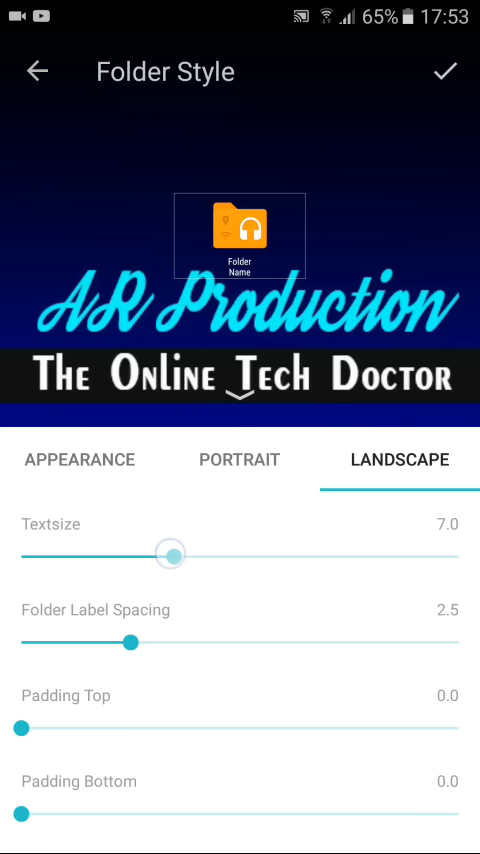 65% 17:53
Folder Style
Folder
Name
AR Production
The Online Tech Doctor
APPEARANCE PORTRAIT LANDSCAPE
Textsize 7.0
Folder Label Spacing 2.5
Padding Top 0.0
Padding Bottom 0.0